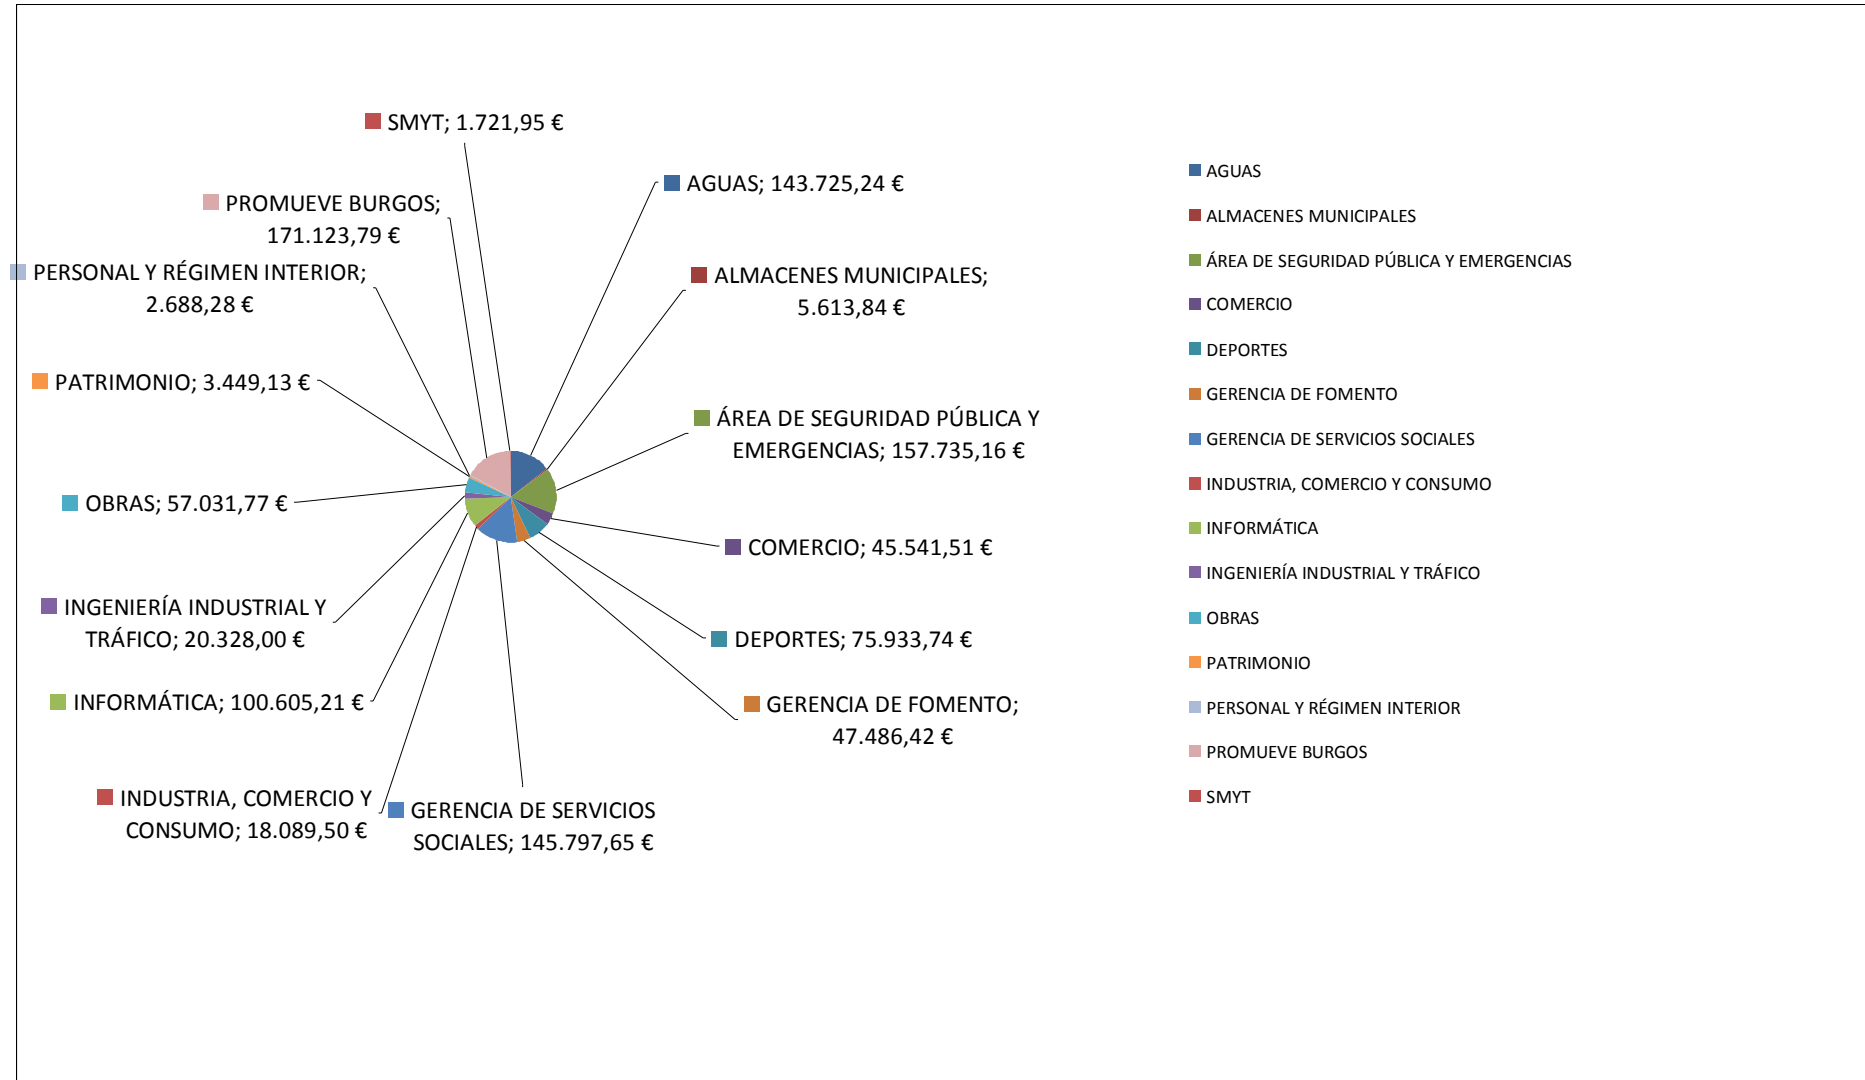 SMYT; 1.721,95 €
AGUAS; 143.725,24 €
PROMUEVE BURGOS;
171.123,79 €
PERSONAL Y RÉGIMEN INTERIOR;
2.688,28 €
ALMACENES MUNICIPALES;
5.613,84 €
PATRIMONIO; 3.449,13 €
ÁREA DE SEGURIDAD PÚBLICA Y
EMERGENCIAS; 157.735,16 €
OBRAS; 57.031,77 €
COMERCIO; 45.541,51 €
INGENIERÍA INDUSTRIAL Y
TRÁFICO; 20.328,00 €
DEPORTES; 75.933,74 €
INFORMÁTICA; 100.605,21 €
GERENCIA DE FOMENTO;
47.486,42 €
INDUSTRIA, COMERCIO Y
CONSUMO; 18.089,50 €
GERENCIA DE SERVICIOS
SOCIALES; 145.797,65 €
AGUAS
ALMACENES MUNICIPALES
ÁREA DE SEGURIDAD PÚBLICA Y EMERGENCIAS
COMERCIO
DEPORTES
GERENCIA DE FOMENTO
GERENCIA DE SERVICIOS SOCIALES
INDUSTRIA, COMERCIO Y CONSUMO
INFORMÁTICA
INGENIERÍA INDUSTRIAL Y TRÁFICO
OBRAS
PATRIMONIO
PERSONAL Y RÉGIMEN INTERIOR
PROMUEVE BURGOS
SMYT